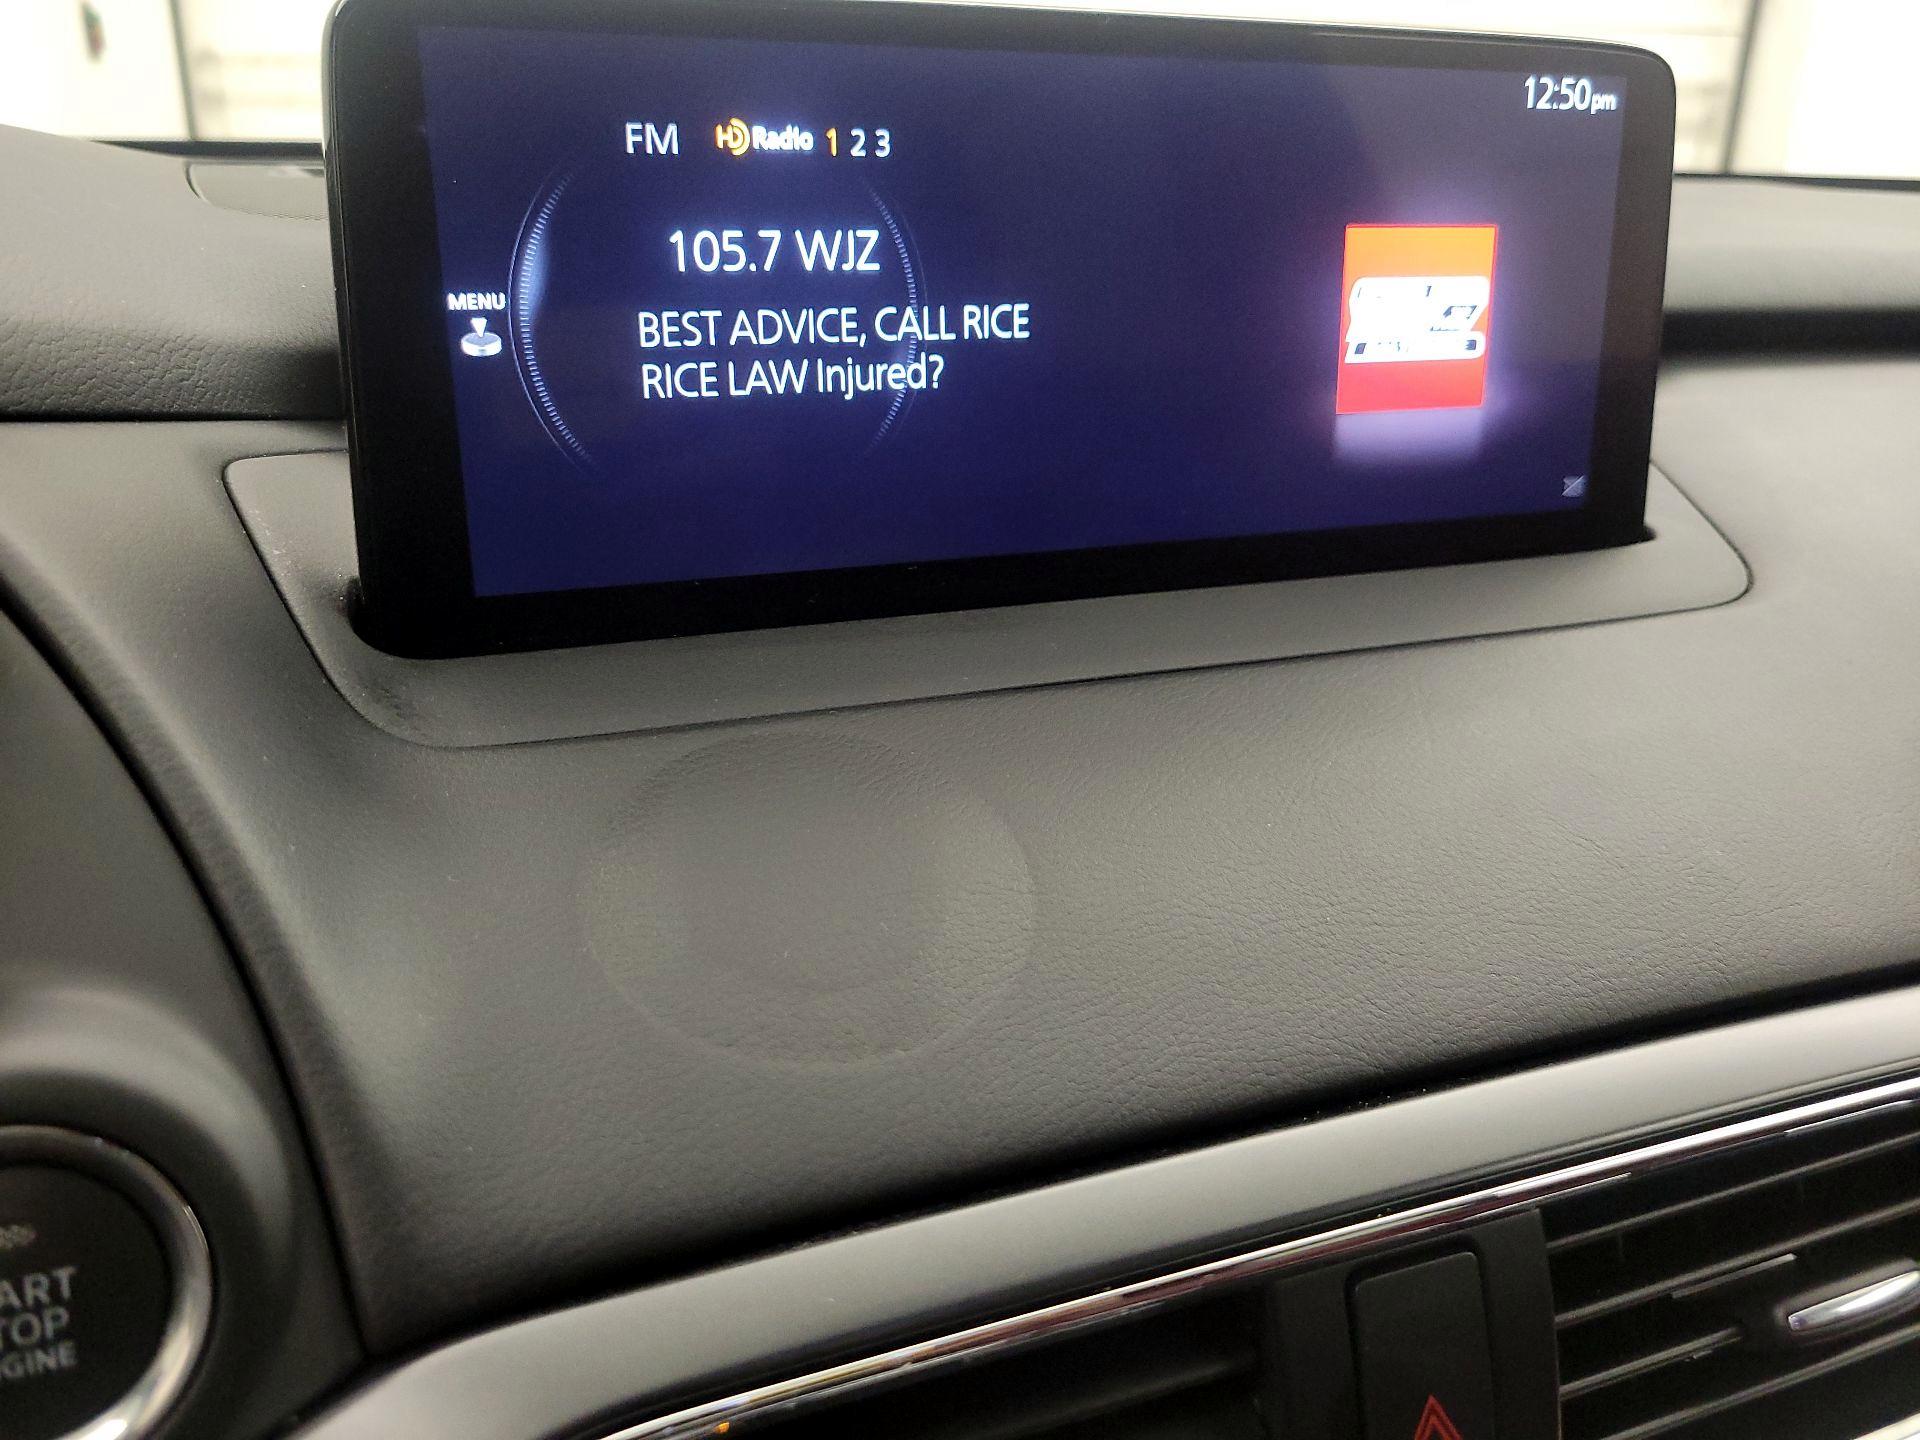 12:50pm
FM HD Radio 1 2 3
105.7 WJZ
MENU
BEST ADVICE, CALL RICE
RICE LAW Injured?
ART
TOP
GINE